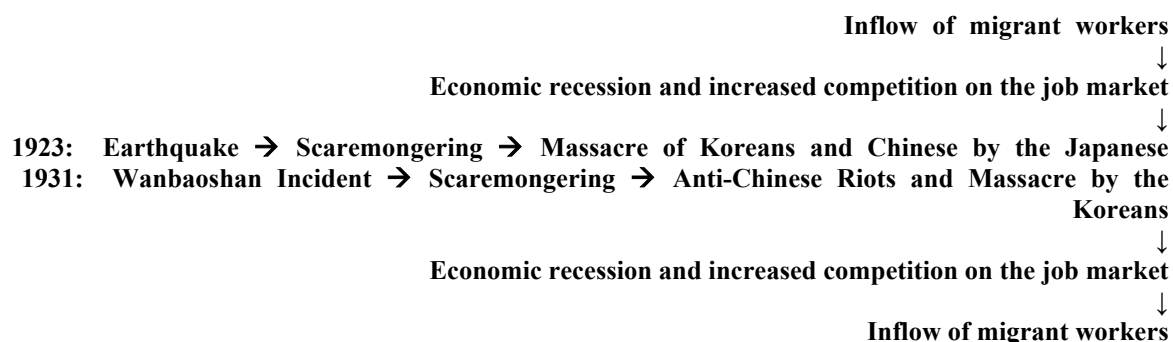 Inflow of migrant workers
↓
Economic recession and increased competition on the job market
↓
1923: Earthquake → Scaremongering → Massacre of Koreans and Chinese by the Japanese
1931: Wanbaoshan Incident → Scaremongering → Anti-Chinese Riots and Massacre by the
Koreans
↓
Economic recession and increased competition on the job market
↓
Inflow of migrant workers